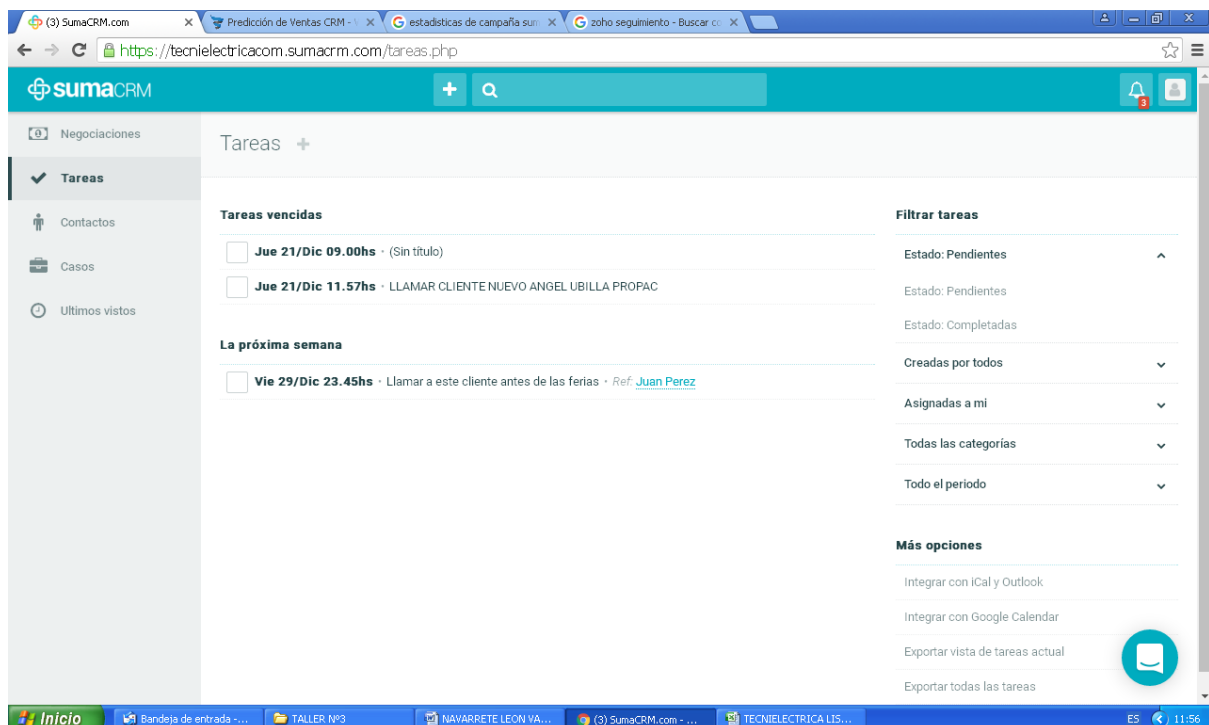 (3) SumaCRM.com
Predicción de Ventas CRM -
estadisticas de campaña sum
zoho seguimiento - Buscar co
https://tecnielectricacom.sumacrm.com/tareas.php
sumaCRM
3
Negociaciones
Tareas
Contactos
Casos
Ultimos vistos
Tareas +
Tareas vencidas
Jue 21/Dic 09.00hs · (Sin título)
Jue 21/Dic 11.57hs · LLAMAR CLIENTE NUEVO ANGEL UBILLA PROPAC
La próxima semana
Vie 29/Dic 23.45hs · Llamar a este cliente antes de las ferias · Ref: Juan Perez
Filtrar tareas
Estado: Pendientes
Estado: Pendientes
Estado: Completadas
Creadas por todos
Asignadas a mi
Todas las categorías
Todo el periodo
Más opciones
Integrar con iCal y Outlook
Integrar con Google Calendar
Exportar vista de tareas actual
Exportar todas las tareas
Inicio
Bandeja de entrada -...
TALLER Nº3
NAVARRETE LEON VA...
(3) SumaCRM.com - ...
TECNIELECTRICA LIS...
ES
11:56